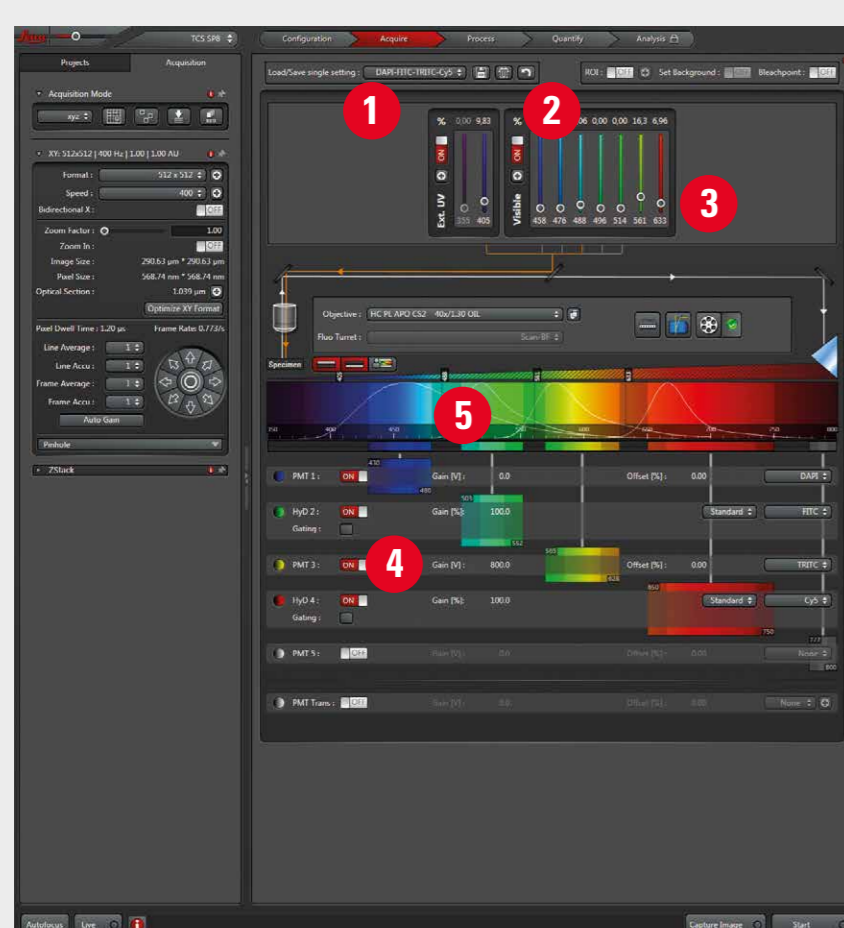 Leica TCS SP8 Configuration Acquire Process Quantify Analysis
Projects Acquisition
Load/Save single setting : DAPI-FITC-TRITC-Cy5 ROI : OFF Set Background : OFF Bleachpoint : OFF
Acquisition Mode
xyz
1 2 3
% 0,00 9,83 % 0,00 0,00 16,3 6,96
ON ON
Ext. UV Visible
355 405 458 476 488 496 514 561 633
XY: 512x512 | 400 Hz | 1.00 | 1.00 AU
Format : 512 x 512
Speed : 400
Bidirectional X : OFF
Zoom Factor : 1.00
Zoom In : OFF
Image Size : 290.63 µm * 290.63 µm
Pixel Size : 568.74 nm * 568.74 nm
Optical Section : 1.039 µm
Optimize XY Format
Pixel Dwell Time : 1.20 µs Frame Rate: 0.773/s
Line Average : 1
Line Accu : 1
Frame Average : 1
Frame Accu : 1
Auto Gain
Pinhole
ZStack
Objective : HC PL APO CS2 40x/1.30 OIL
Fluo Turret : Scan-BF
Specimen
5
350 400 450 550 600 650 700 750 800
430
PMT 1 : ON Gain [V] : 0.0 Offset [%] : 0.00 DAPI
480
505
HyD 2 : ON Gain [%]: 100.0 Standard FITC
Gating :
552
565
PMT 3 : ON 4 Gain [V] : 800.0 Offset [%] : 0.00 TRITC
628
650
HyD 4 : ON Gain [%]: 100.0 Standard Cy5
Gating :
750
777
PMT 5 : OFF Gain [V] : 0.0 Offset [%] : 0.00 None
800
PMT Trans : OFF Gain [V] : 0.0 Offset [%] : 0.00 None
Autofocus Live Capture Image Start